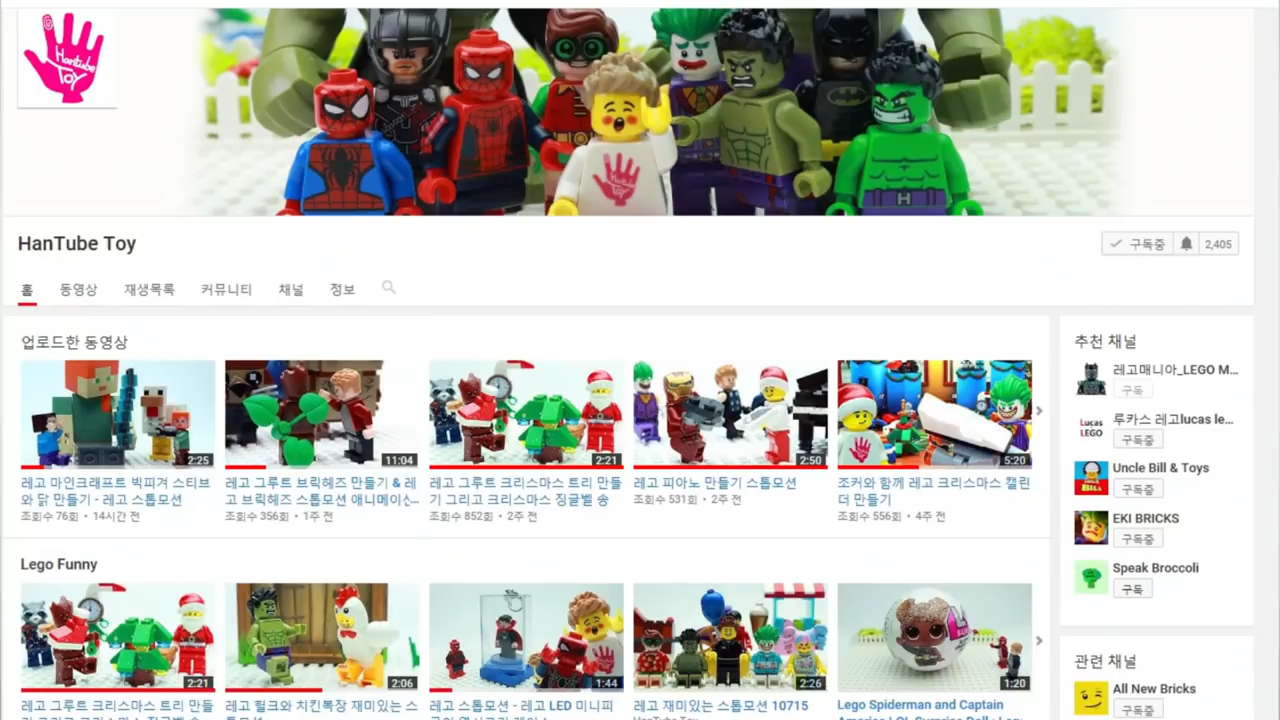 Hantube
TOY
HanTube
TOY
HanTube Toy
구독중
2,405
홈
동영상
재생목록
커뮤니티
채널
정보
업로드한 동영상
2:25
11:04
2:21
2:50
5:20
레고 마인크래프트 빅피겨 스티브
와 닭 만들기 - 레고 스톱모션
조회수 76회 • 14시간 전
레고 그루트 브릭헤즈 만들기 - 레
고 브릭헤즈 스톱모션 애니메이...
조회수 356회 • 1주 전
레고 그루트 크리스마스 트리 만들
기 그리고 크리스마스 징글벨 송
조회수 852회 • 2주 전
레고 피아노 만들기 스톱모션
조회수 531회 • 2주 전
조커와 함께 레고 크리스마스 캘린
더 만들기
조회수 556회 • 4주 전
Lego Funny
2:21
2:06
1:44
2:26
1:20
레고 그루트 크리스마스 트리 만들
레고 헐크와 치킨복장 재미있는 스
레고 스톱모션 - 레고 LED 미니피
레고 재미있는 스톱모션 10715
HanTube Toy
Lego Spiderman and Captain
America LOL Surprise Doll : Lego
추천 채널
레고매니아_LEGO M...
구독
Lucas
LEGO
루카스 레고lucas le...
구독중
UNCLE
BILL
Uncle Bill & Toys
구독중
EKI BRICKS
구독중
Speak Broccoli
구독
관련 채널
All New Bricks
구독중